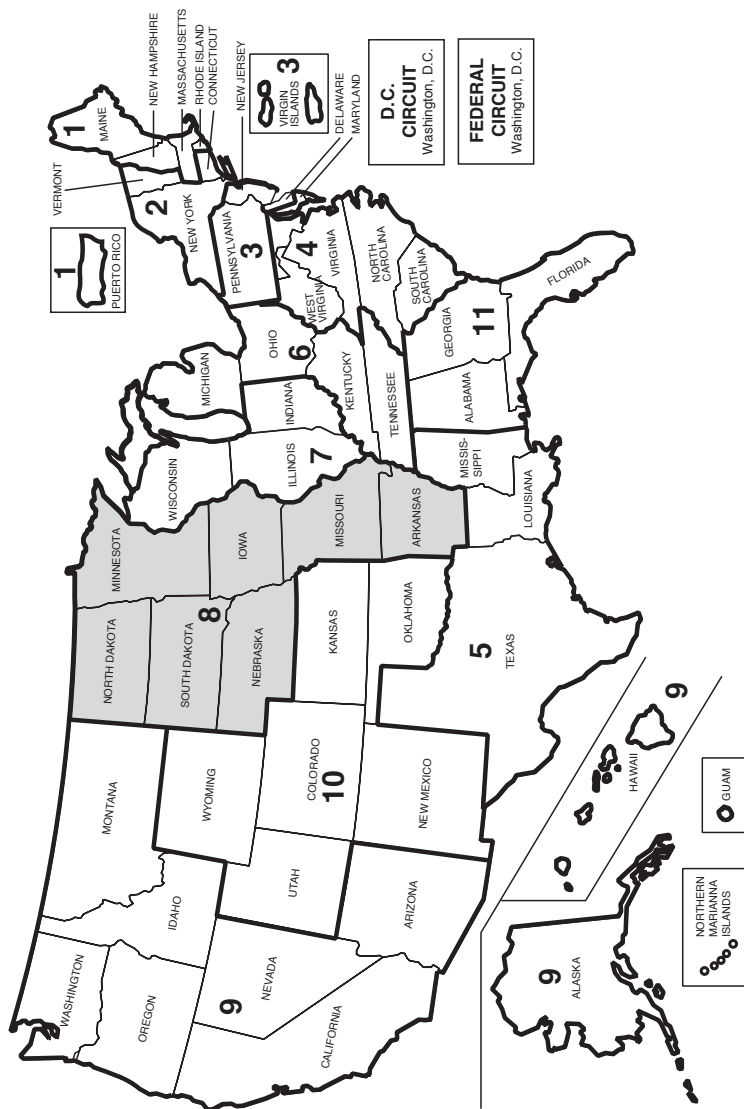 WASHINGTON
OREGON
CALIFORNIA
9
NEVADA
IDAHO
MONTANA
WYOMING
UTAH
ARIZONA
COLORADO
10
NEW MEXICO
NORTH DAKOTA
SOUTH DAKOTA
8
NEBRASKA
KANSAS
OKLAHOMA
5
TEXAS
MINNESOTA
IOWA
MISSOURI
ARKANSAS
LOUISIANA
WISCONSIN
ILLINOIS
7
INDIANA
MICHIGAN
OHIO
6
KENTUCKY
TENNESSEE
MISSIS-
SIPPI
ALABAMA
GEORGIA
11
FLORIDA
SOUTH
CAROLINA
NORTH
CAROLINA
WEST
VIRGINIA
4
VIRGINIA
PENNSYLVANIA
3
NEW YORK
2
VERMONT
1
MAINE
NEW HAMPSHIRE
MASSACHUSETTS
RHODE ISLAND
CONNECTICUT
NEW JERSEY
DELAWARE
MARYLAND
1
PUERTO RICO
VIRGIN
ISLANDS
3
D.C.
CIRCUIT
Washington, D.C.
FEDERAL
CIRCUIT
Washington, D.C.
9
ALASKA
HAWAII
9
NORTHERN
MARIANNA
ISLANDS
GUAM